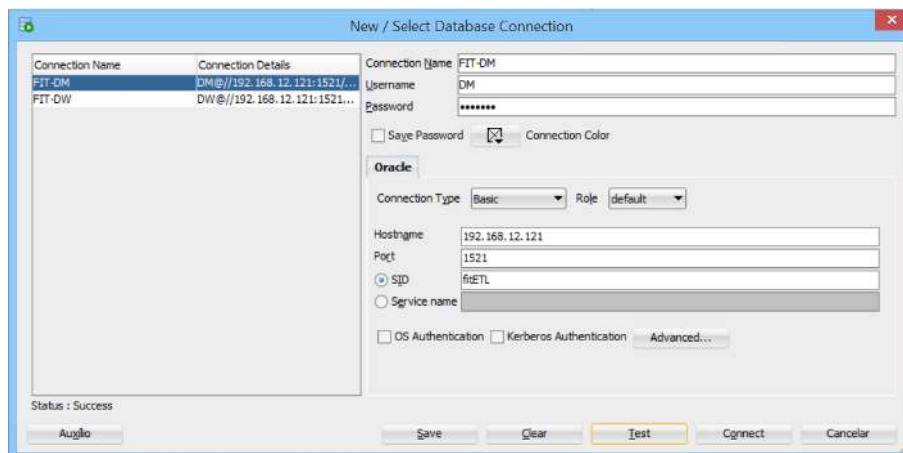 New / Select Database Connection
Connection Name Connection Details
FIT-DM DM@//192.168.12.121:1521/...
FIT-DW DW@//192.168.12.121:1521...
Connection Name FIT-DM
Username DM
Password •••••••
Save Password Connection Color
Oracle
Connection Type Basic Role default
Hostname 192.168.12.121
Port 1521
SID fitETL
Service name
OS Authentication Kerberos Authentication Advanced...
Status : Success
Auxílio Save Clear Test Connect Cancelar